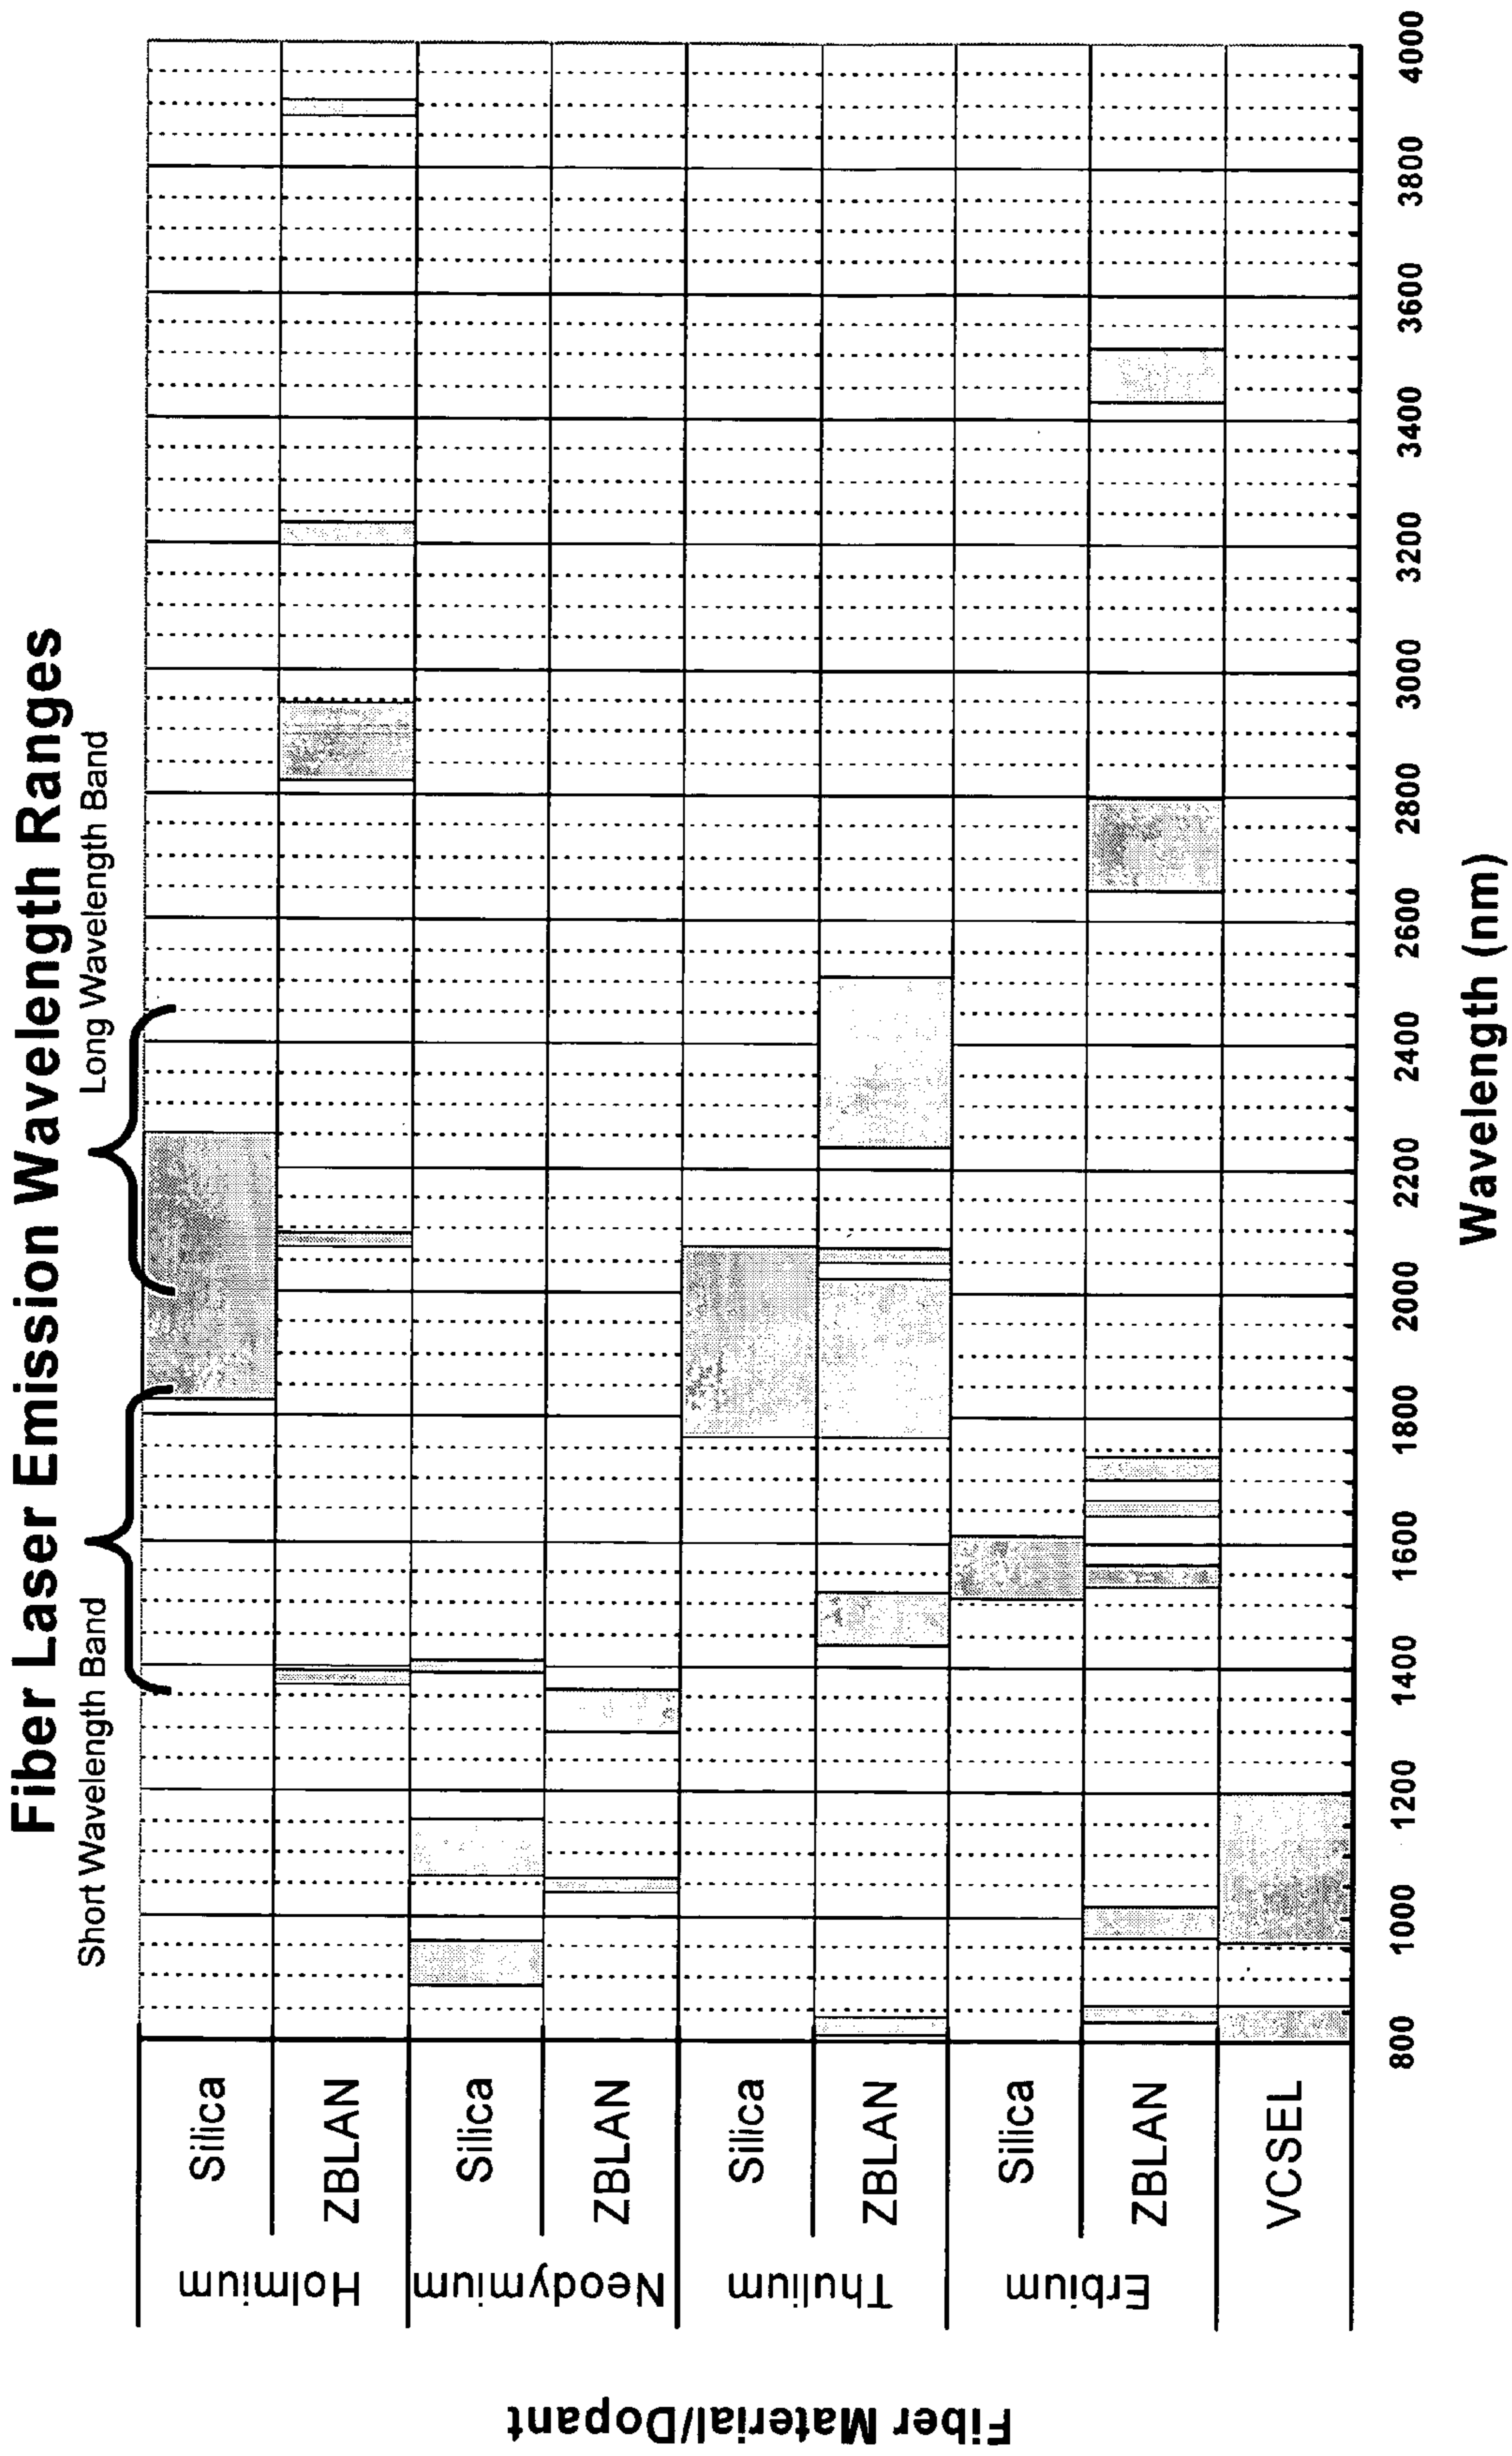 Fiber Laser Emission Wavelength Ranges
Short Wavelength Band
Long Wavelength Band
Fiber Material/Dopant
Holmium
Silica
ZBLAN
Neodymium
Silica
ZBLAN
Thulium
Silica
ZBLAN
Erbium
Silica
ZBLAN
VCSEL
800 1000 1200 1400 1600 1800 2000 2200 2400 2600 2800 3000 3200 3400 3600 3800 4000
Wavelength (nm)